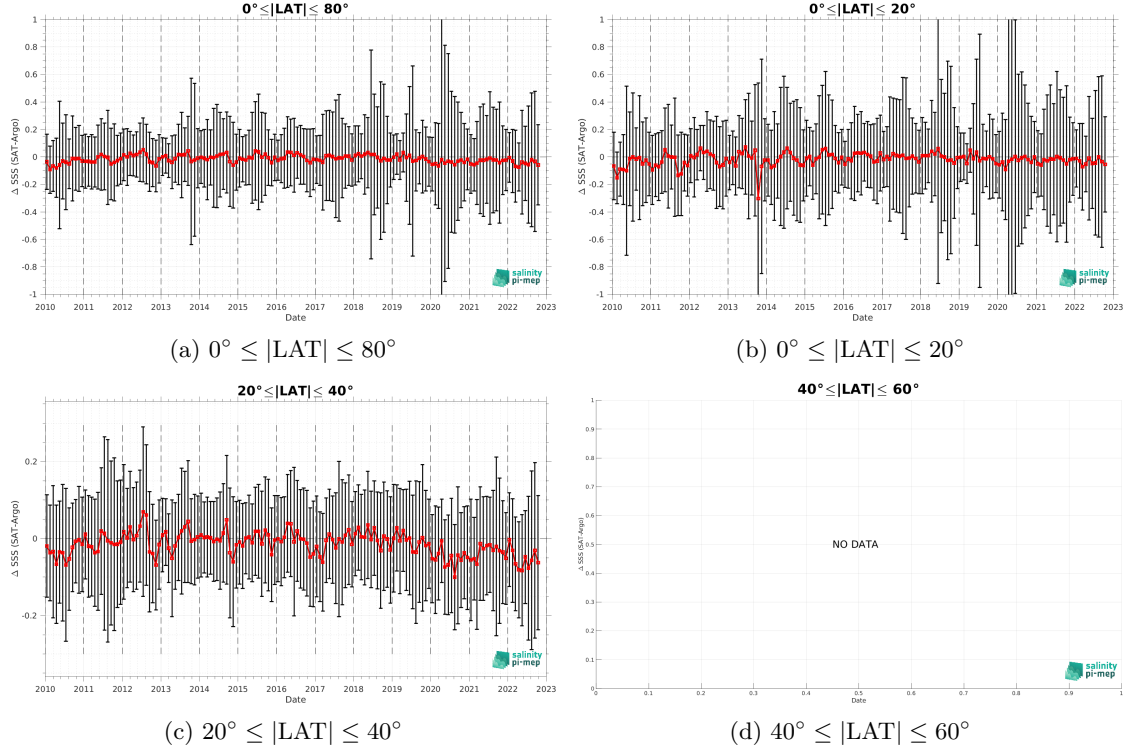 0°≤|LAT|≤ 80°
Δ SSS (SAT-Argo)
1
0.8
0.6
0.4
0.2
0
-0.2
-0.4
-0.6
-0.8
-1
2010 2011 2012 2013 2014 2015 2016 2017 2018 2019 2020 2021 2022 2023
Date
salinity
pi-mep
(a) 0° ≤ |LAT| ≤ 80°
0°≤|LAT|≤ 20°
Δ SSS (SAT-Argo)
1
0.8
0.6
0.4
0.2
0
-0.2
-0.4
-0.6
-0.8
-1
2010 2011 2012 2013 2014 2015 2016 2017 2018 2019 2020 2021 2022 2023
Date
salinity
pi-mep
(b) 0° ≤ |LAT| ≤ 20°
20°≤|LAT|≤ 40°
Δ SSS (SAT-Argo)
0.2
0
-0.2
2010 2011 2012 2013 2014 2015 2016 2017 2018 2019 2020 2021 2022 2023
Date
salinity
pi-mep
(c) 20° ≤ |LAT| ≤ 40°
40°≤|LAT|≤ 60°
Δ SSS (SAT-Argo)
1
0.9
0.8
0.7
0.6
0.5
0.4
0.3
0.2
0.1
0
NO DATA
0 0.1 0.2 0.3 0.4 0.5 0.6 0.7 0.8 0.9 1
Date
salinity
pi-mep
(d) 40° ≤ |LAT| ≤ 60°